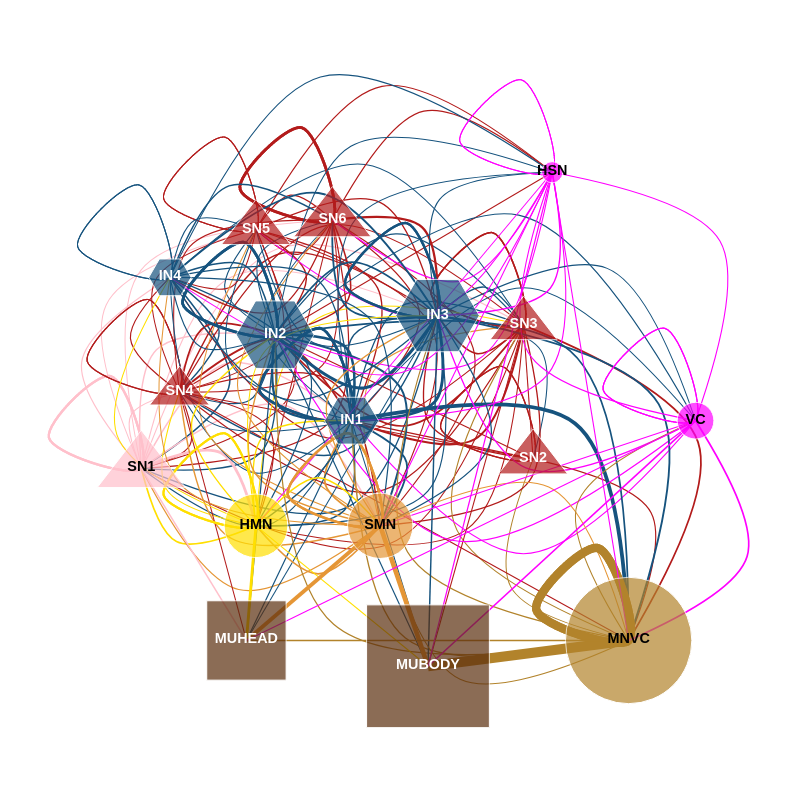 HSN
SN5
SN6
IN4
IN3
SN3
IN2
SN4
IN1
VC
SN1
SN2
HMN
SMN
MUHEAD
MNVC
MUBODY